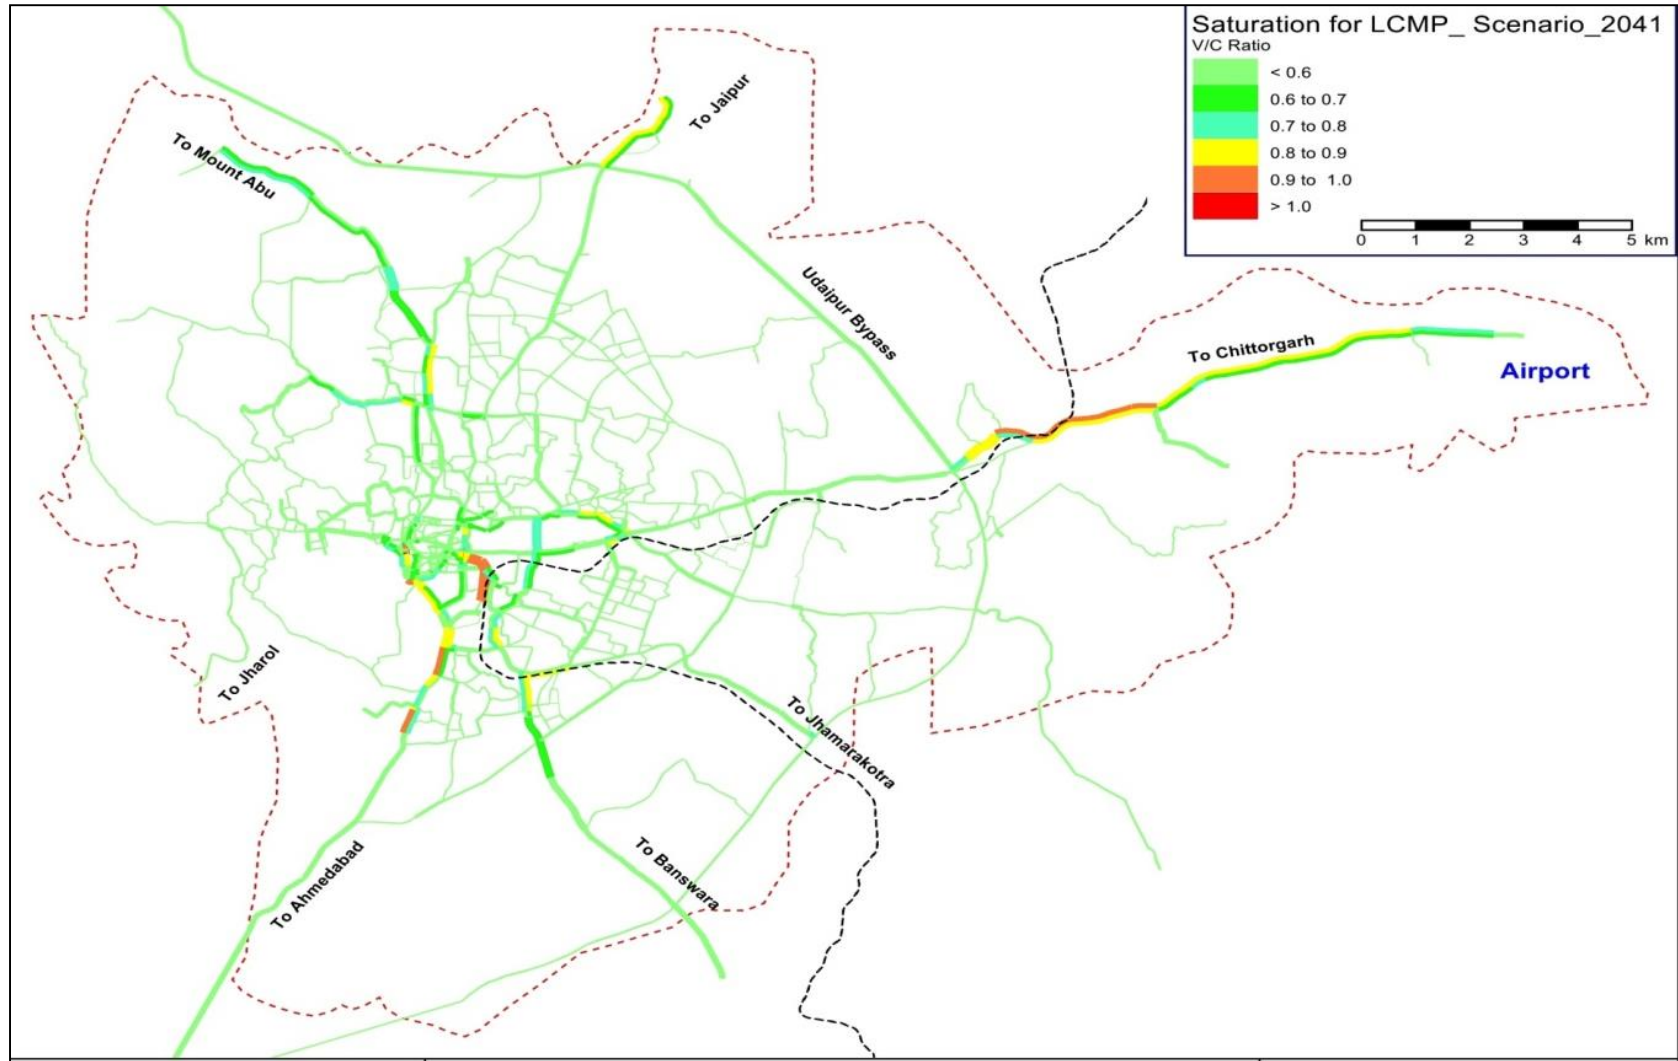 Saturation for LCMP_ Scenario_2041
V/C Ratio
< 0.6
0.6 to 0.7
0.7 to 0.8
0.8 to 0.9
0.9 to 1.0
> 1.0
0 1 2 3 4 5 km
To Jaipur
To Mount Abu
Udaipur Bypass
To Chittorgarh
Airport
To Jharol
To Jhamarakotra
To Ahmedabad
To Banswara